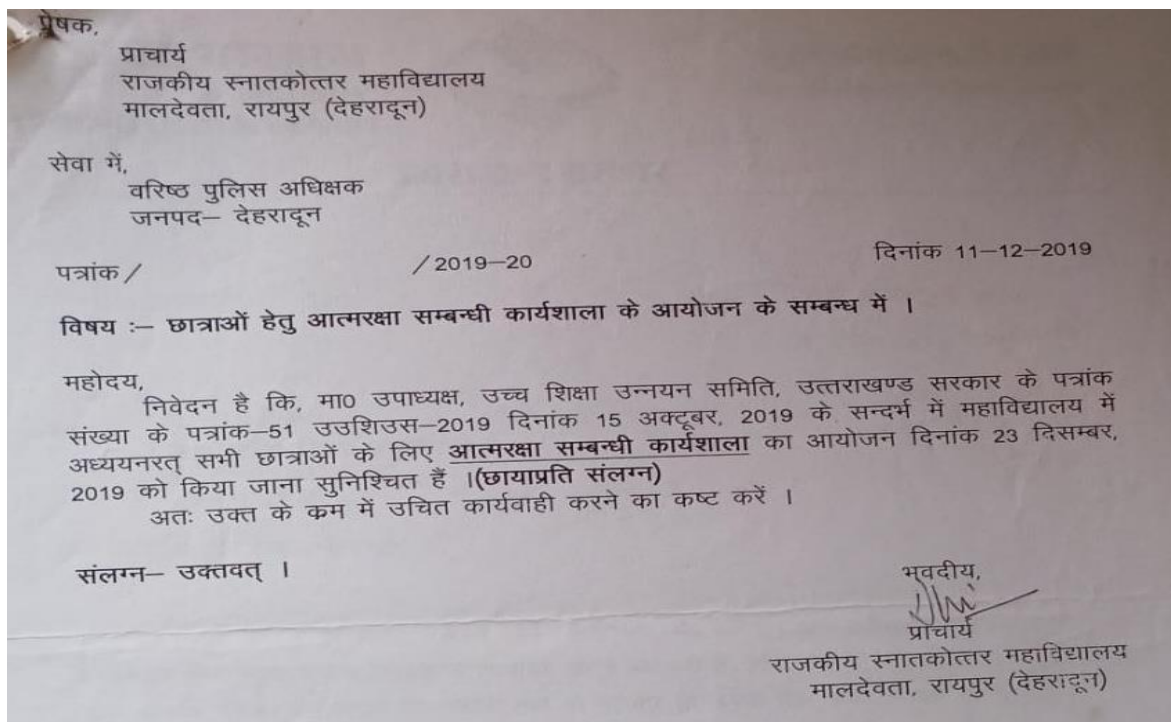 प्रेषक,
प्राचार्य
राजकीय स्नातकोत्तर महाविद्यालय
मालदेवता, रायपुर (देहरादून)
सेवा में,
वरिष्ठ पुलिस अधिक्षक
जनपद– देहरादून
पत्रांक / / 2019–20 दिनांक 11–12–2019
विषय :– छात्राओं हेतु आत्मरक्षा सम्बन्धी कार्यशाला के आयोजन के सम्बन्ध में ।
महोदय,
निवेदन है कि, मा0 उपाध्यक्ष, उच्च शिक्षा उन्नयन समिति, उत्तराखण्ड सरकार के पत्रांक
संख्या के पत्रांक–51 उउशिउस–2019 दिनांक 15 अक्टूबर, 2019 के सन्दर्भ में महाविद्यालय में
अध्ययनरत् सभी छात्राओं के लिए आत्मरक्षा सम्बन्धी कार्यशाला का आयोजन दिनांक 23 दिसम्बर,
2019 को किया जाना सुनिश्चित हैं ।(छायाप्रति संलग्न)
अतः उक्त के कम में उचित कार्यवाही करने का कष्ट करें ।
संलग्न– उक्तवत् ।
भवदीय,
प्राचार्य
राजकीय स्नातकोत्तर महाविद्यालय
मालदेवता, रायपुर (देहरादून)